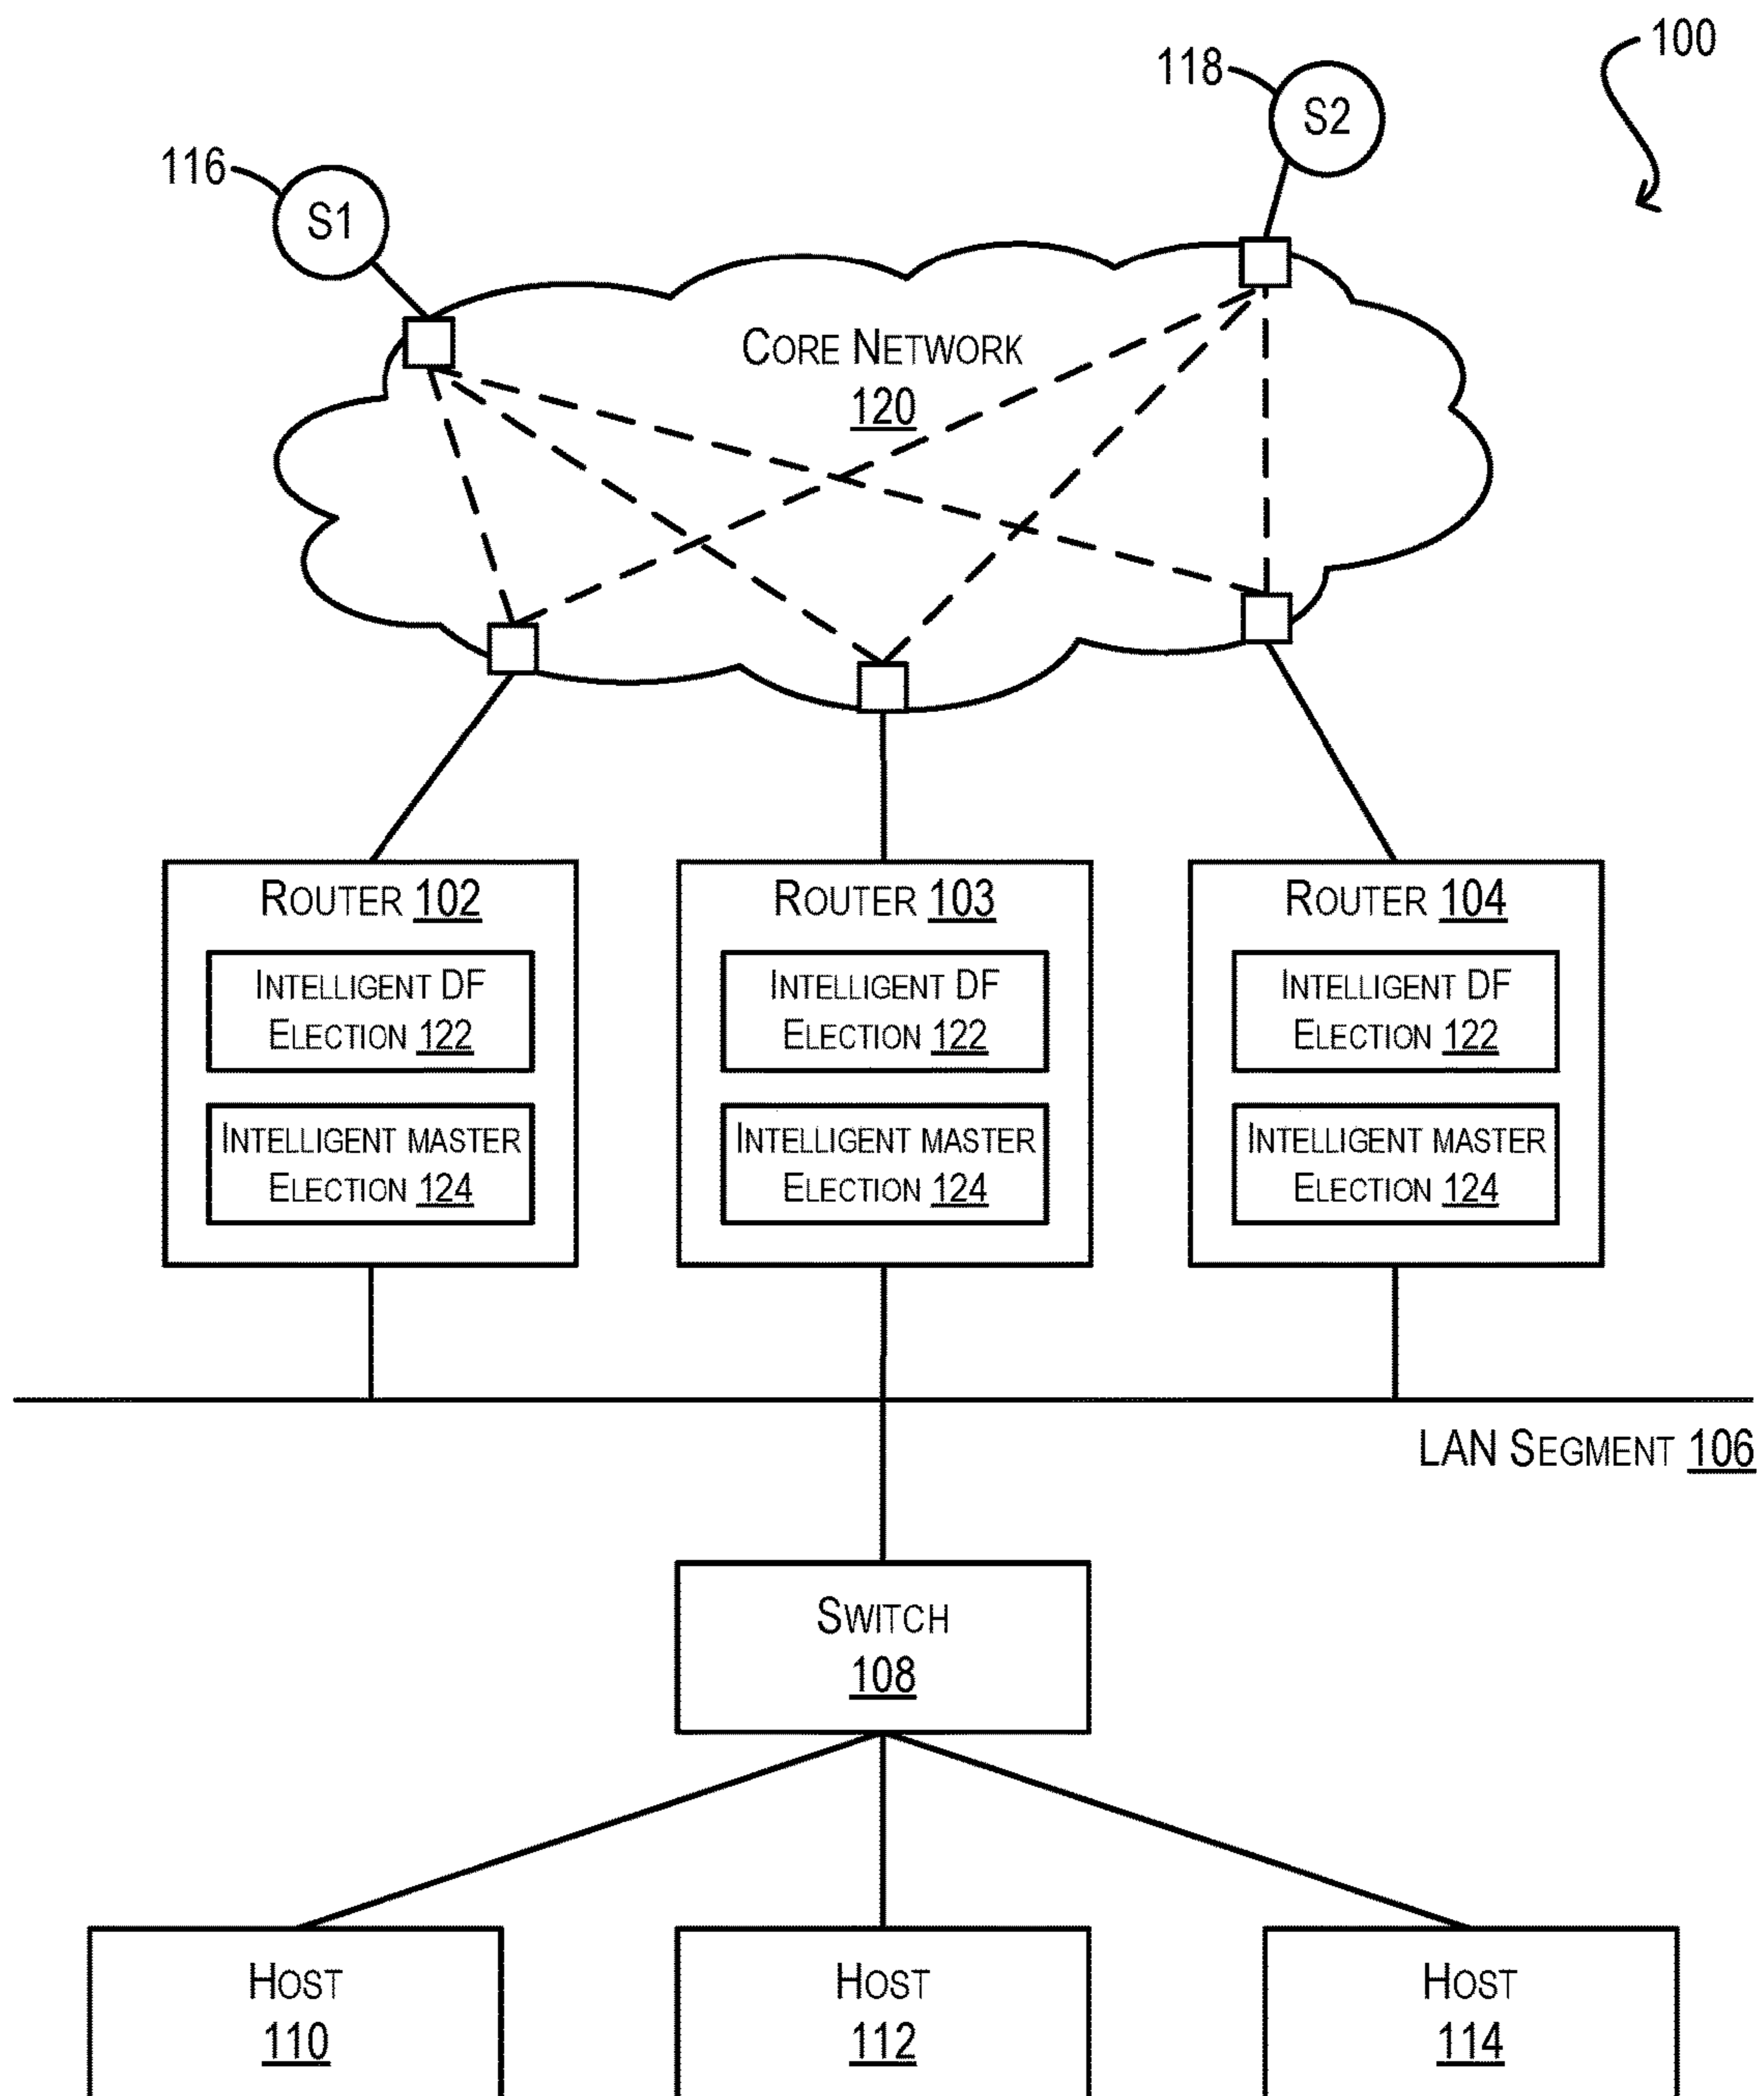 100
118
S2
116
S1
CORE NETWORK
120
ROUTER 102
INTELLIGENT DF
ELECTION 122
INTELLIGENT MASTER
ELECTION 124
ROUTER 103
INTELLIGENT DF
ELECTION 122
INTELLIGENT MASTER
ELECTION 124
ROUTER 104
INTELLIGENT DF
ELECTION 122
INTELLIGENT MASTER
ELECTION 124
LAN SEGMENT 106
SWITCH
108
HOST
110
HOST
112
HOST
114